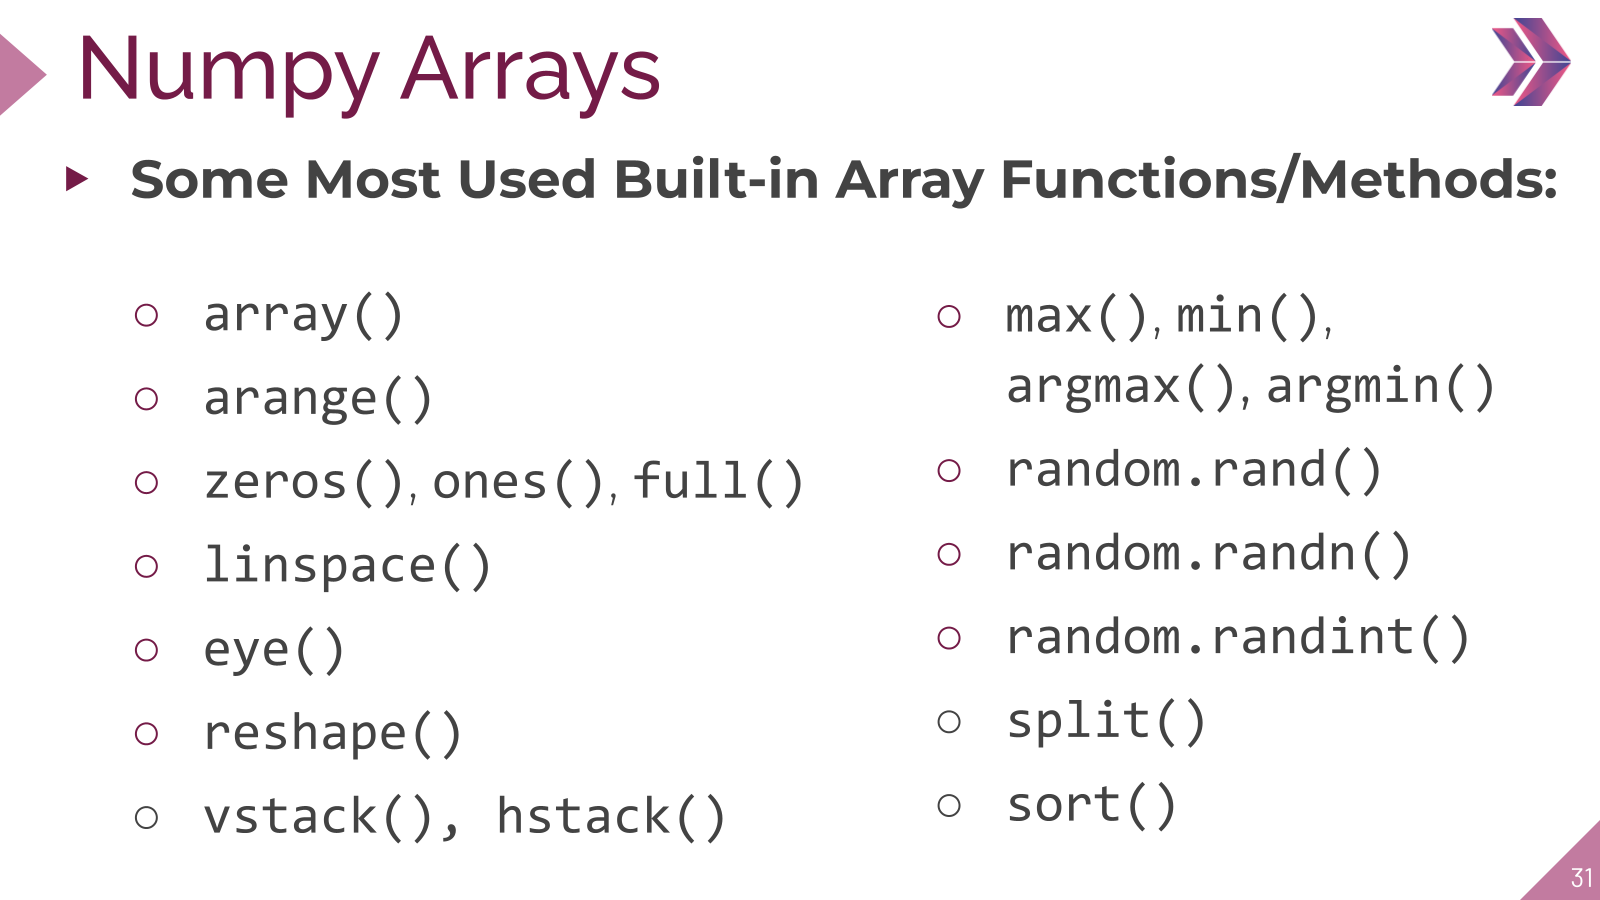 Numpy Arrays
Some Most Used Built-in Array Functions/Methods:
array()
arange()
zeros(), ones(), full()
linspace()
eye()
reshape()
vstack(), hstack()
max(), min(),
argmax(), argmin()
random.rand()
random.randn()
random.randint()
split()
sort()
31